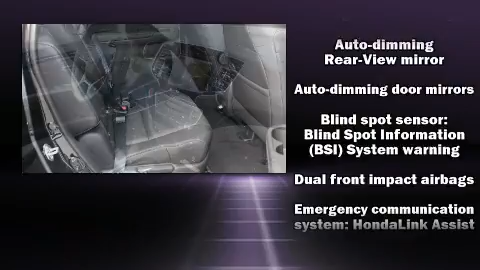 Auto-dimming
Rear-View mirror
Auto-dimming door mirrors
Blind spot sensor:
Blind Spot Information
(BSI) System warning
Dual front impact airbags
Emergency communication
system: HondaLink Assist